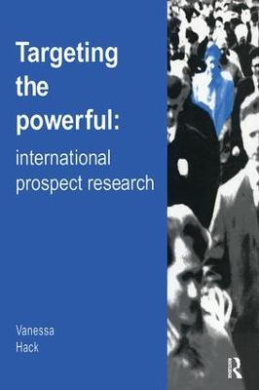 Targeting
the
powerful:
international
prospect research
Vanessa
Hack
R